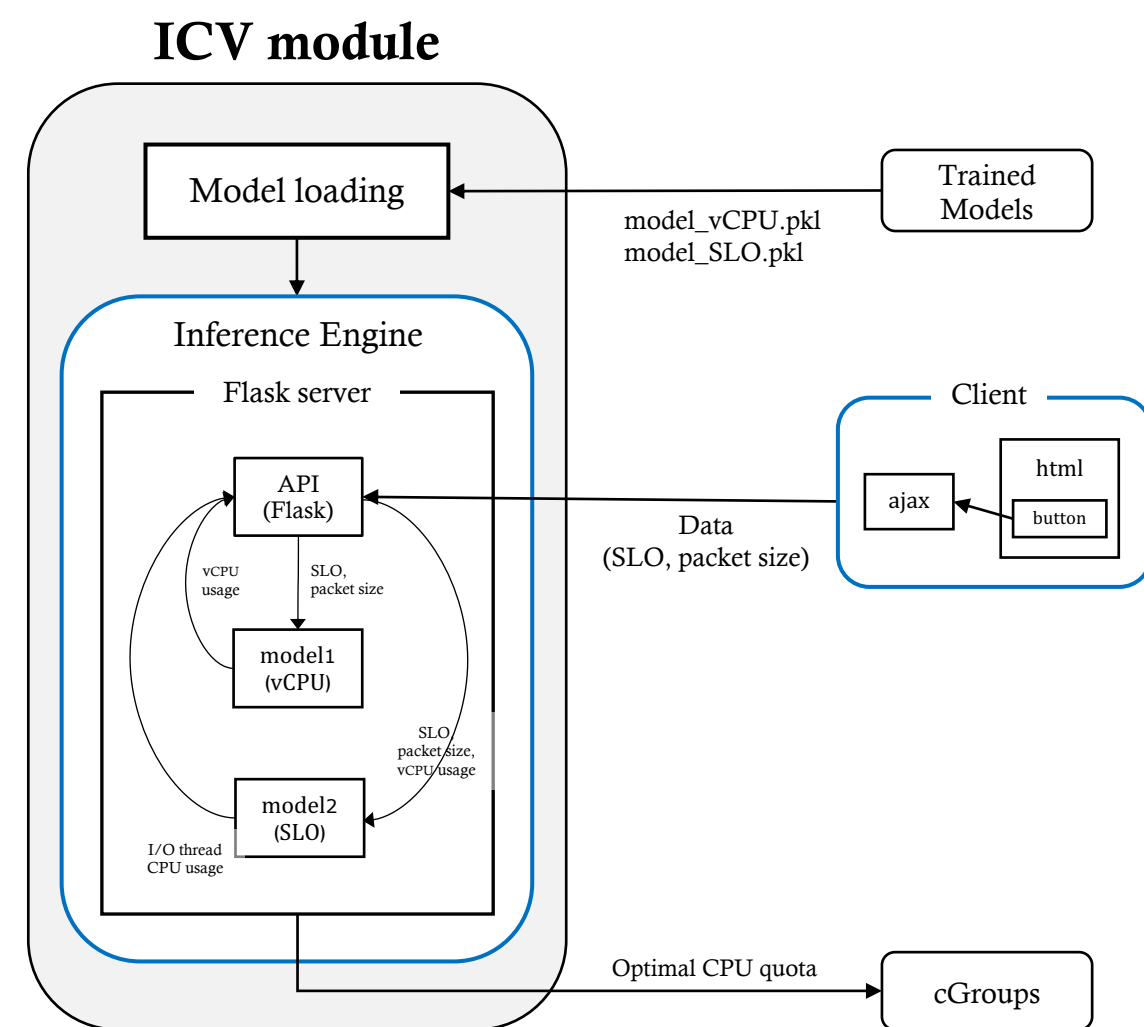 ICV module
Model loading
Trained
Models
model_vCPU.pkl
model_SLO.pkl
Inference Engine
Flask server
Client
API
(Flask)
ajax
html
button
Data
(SLO, packet size)
vCPU
usage
SLO,
packet size
model1
(vCPU)
SLO,
packet size,
vCPU usage
model2
(SLO)
I/O thread
CPU usage
Optimal CPU quota
cGroups